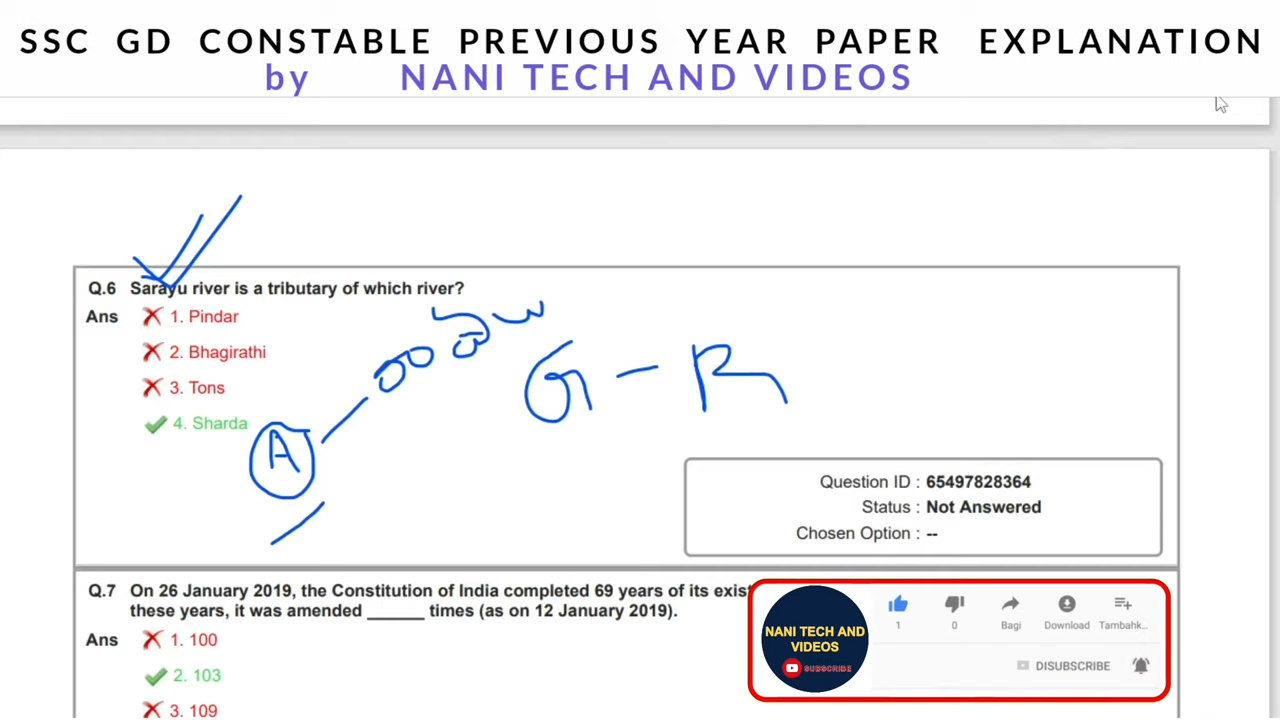 SSC GD CONSTABLE PREVIOUS YEAR PAPER EXPLANATION
by NANI TECH AND VIDEOS
Q.6 Sarayu river is a tributary of which river?
Ans 1. Pindar
2. Bhagirathi
3. Tons
4. Sharda
A
G - R
Question ID : 65497828364
Status : Not Answered
Chosen Option : --
Q.7 On 26 January 2019, the Constitution of India completed 69 years of its exist
these years, it was amended ______ times (as on 12 January 2019).
Ans 1. 100
2. 103
3. 109
NANI TECH AND
VIDEOS
SUBSCRIBE
1 0 Bagi Download Tambahk...
DISUBSCRIBE